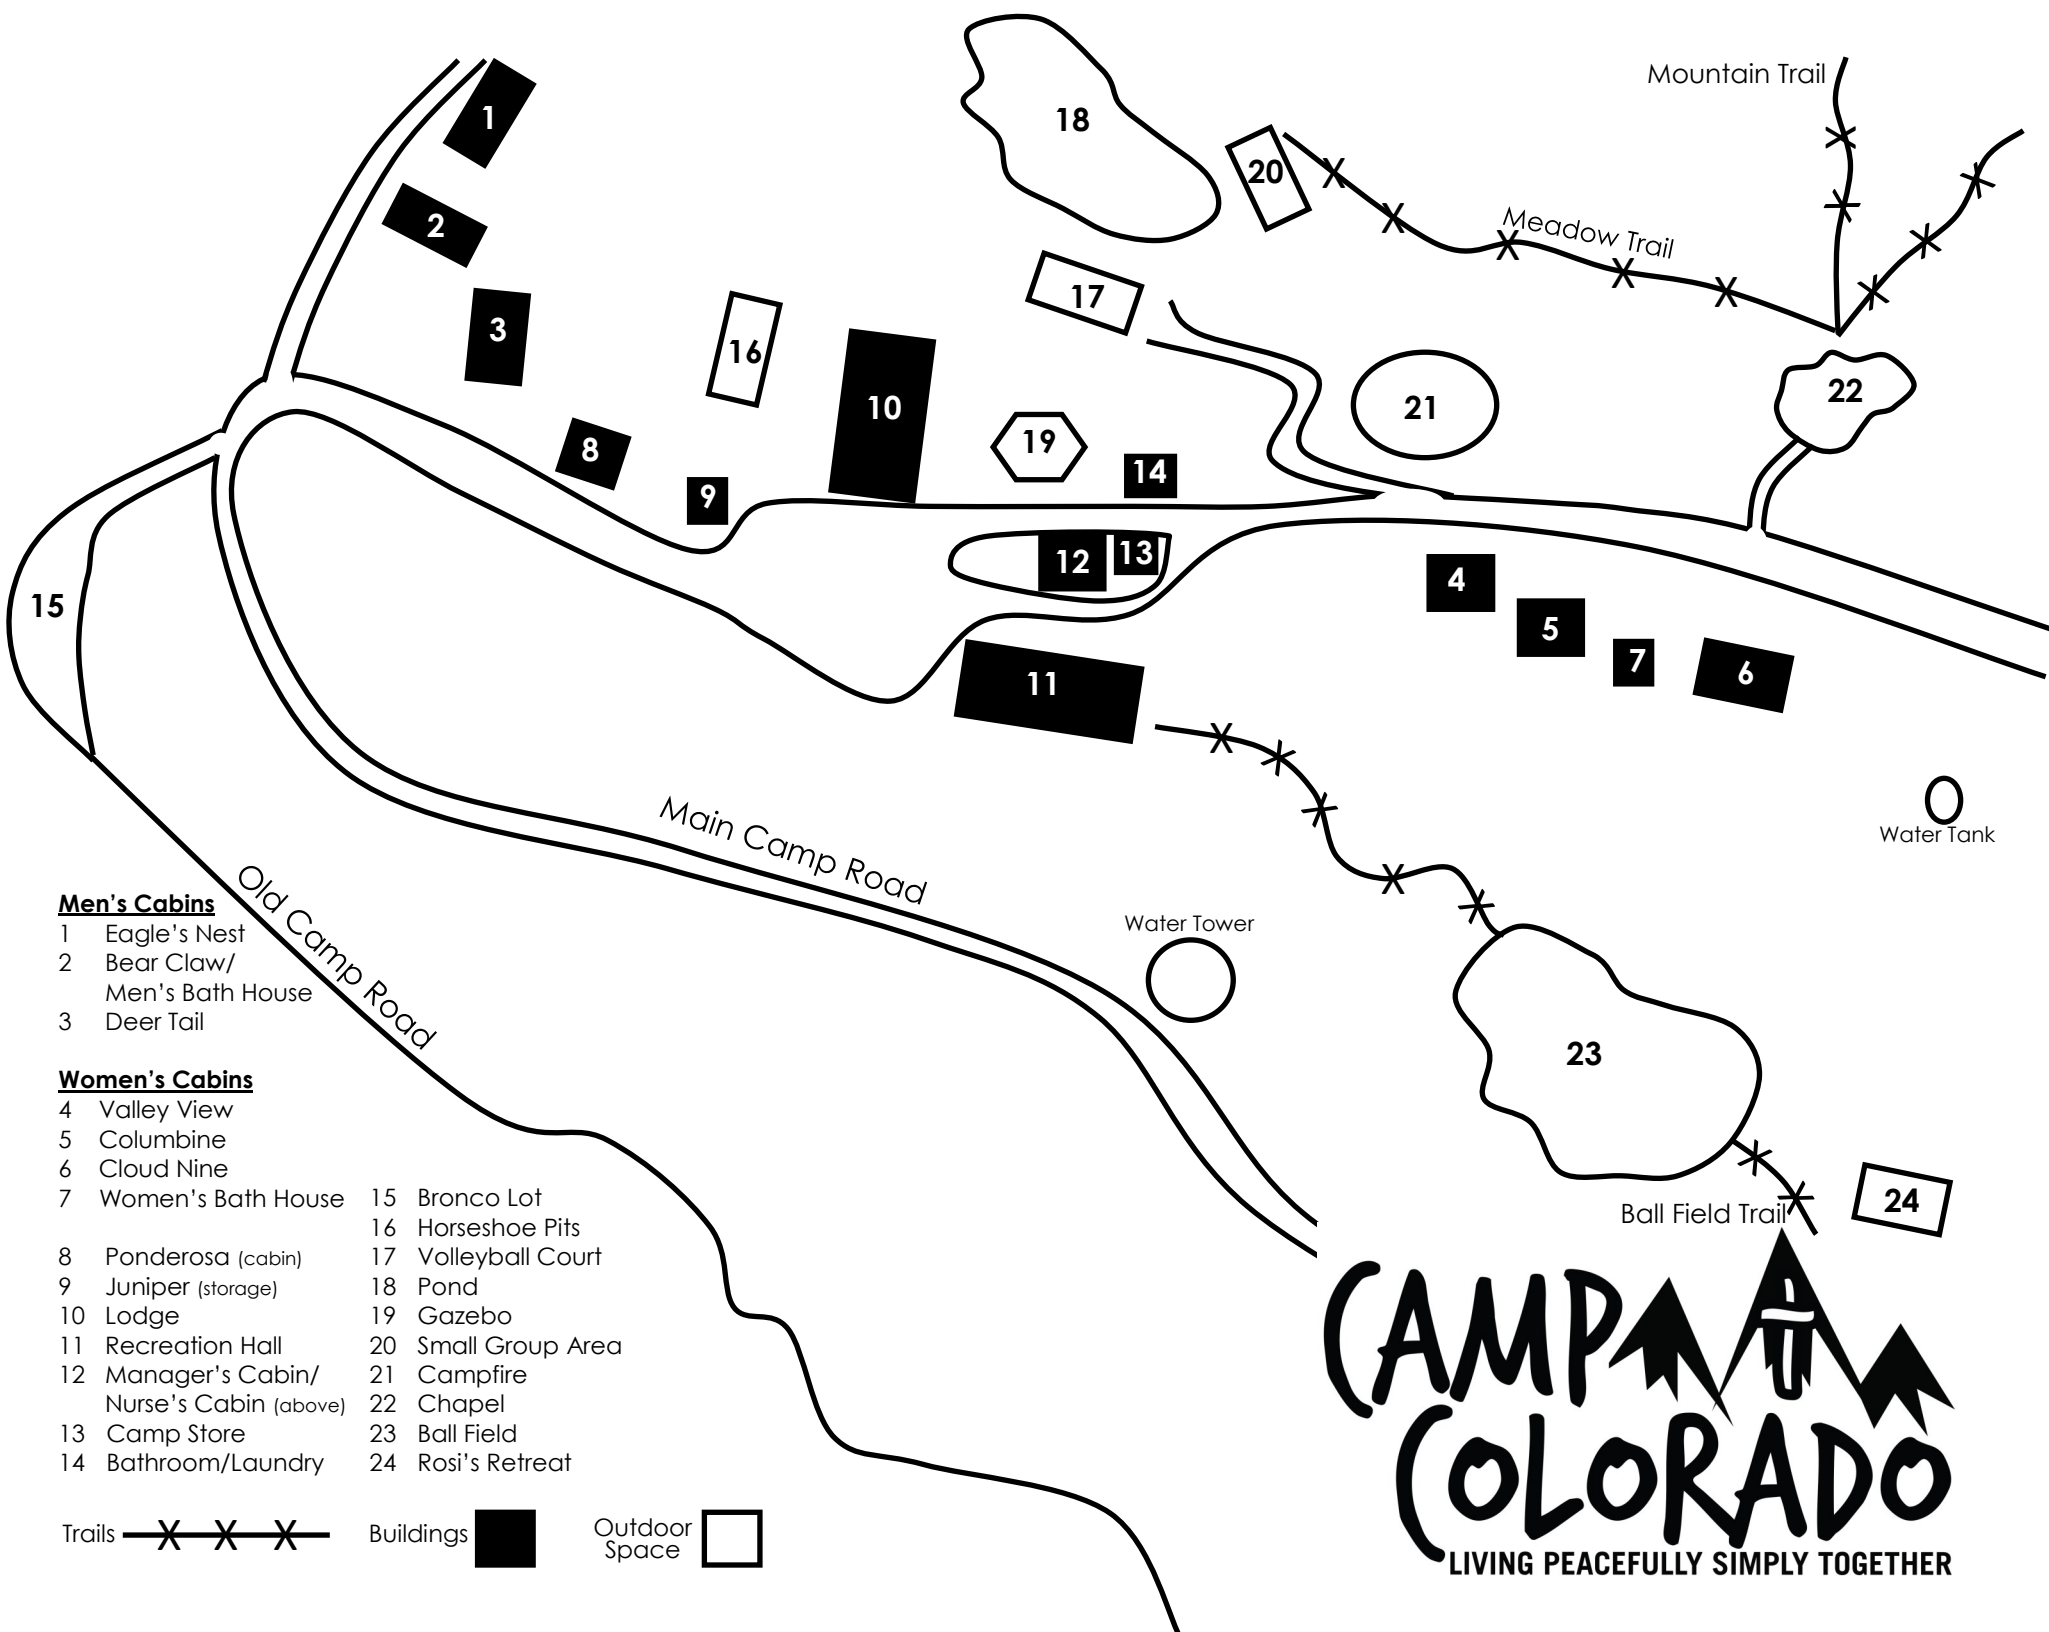 Mountain Trail
1
18
20
2
Meadow Trail
17
3
16
22
10
21
19
8
14
9
12
13
4
15
5
7
6
11
Main Camp Road
Water Tank
Old Camp Road
Water Tower
23
24
Ball Field Trail
Men’s Cabins
1 Eagle’s Nest
2 Bear Claw/
Men’s Bath House
3 Deer Tail
Women’s Cabins
4 Valley View
5 Columbine
6 Cloud Nine
7 Women’s Bath House
8 Ponderosa (cabin)
9 Juniper (storage)
10 Lodge
11 Recreation Hall
12 Manager’s Cabin/
Nurse’s Cabin (above)
13 Camp Store
14 Bathroom/Laundry
15 Bronco Lot
16 Horseshoe Pits
17 Volleyball Court
18 Pond
19 Gazebo
20 Small Group Area
21 Campfire
22 Chapel
23 Ball Field
24 Rosi’s Retreat
Trails
Buildings
Outdoor
Space
CAMP
COLORADO
LIVING PEACEFULLY SIMPLY TOGETHER